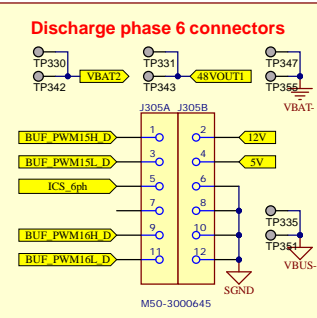 Discharge phase 6 connectors
TP330 TP331 TP347
TP342 VBAT2 TP343 48VOUT1 TP355
VBAT-
J305A J305B
BUF_PWM15H_D 1 2 12V
BUF_PWM15L_D 3 4 5V
ICS_6ph 5 6
7 8
TP335
BUF_PWM16H_D 9 10
TP351
BUF_PWM16L_D 11 12
VBUS-
SGND
M50-3000645